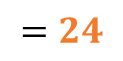 = 24